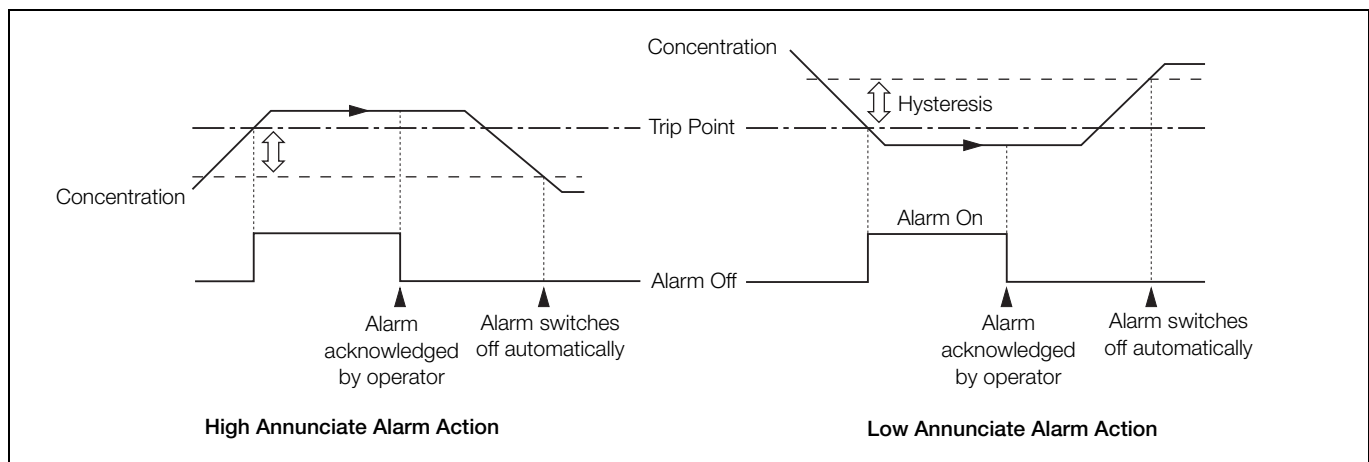 Concentration
Concentration
Hysteresis
Trip Point
Alarm On
Alarm Off
Alarm
acknowledged
by operator
Alarm switches
off automatically
Alarm
acknowledged
by operator
Alarm switches
off automatically
High Annunciate Alarm Action
Low Annunciate Alarm Action